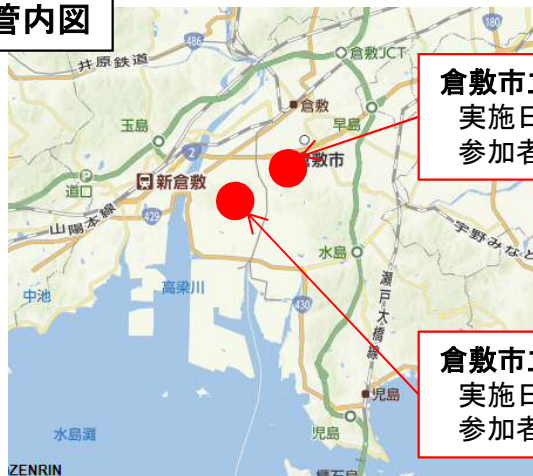 管内図
井原鉄道
486
倉敷JCT
180
倉敷
玉島
早島
2
倉敷市
道口
新倉敷
429
山陽本線
宇野みなと
水島
中池
高梁川
430
瀬戸大橋線
児島
児島
水島灘
ZENRIN
櫃石島
倉敷市
実施日
参加者
倉敷市
実施日
参加者